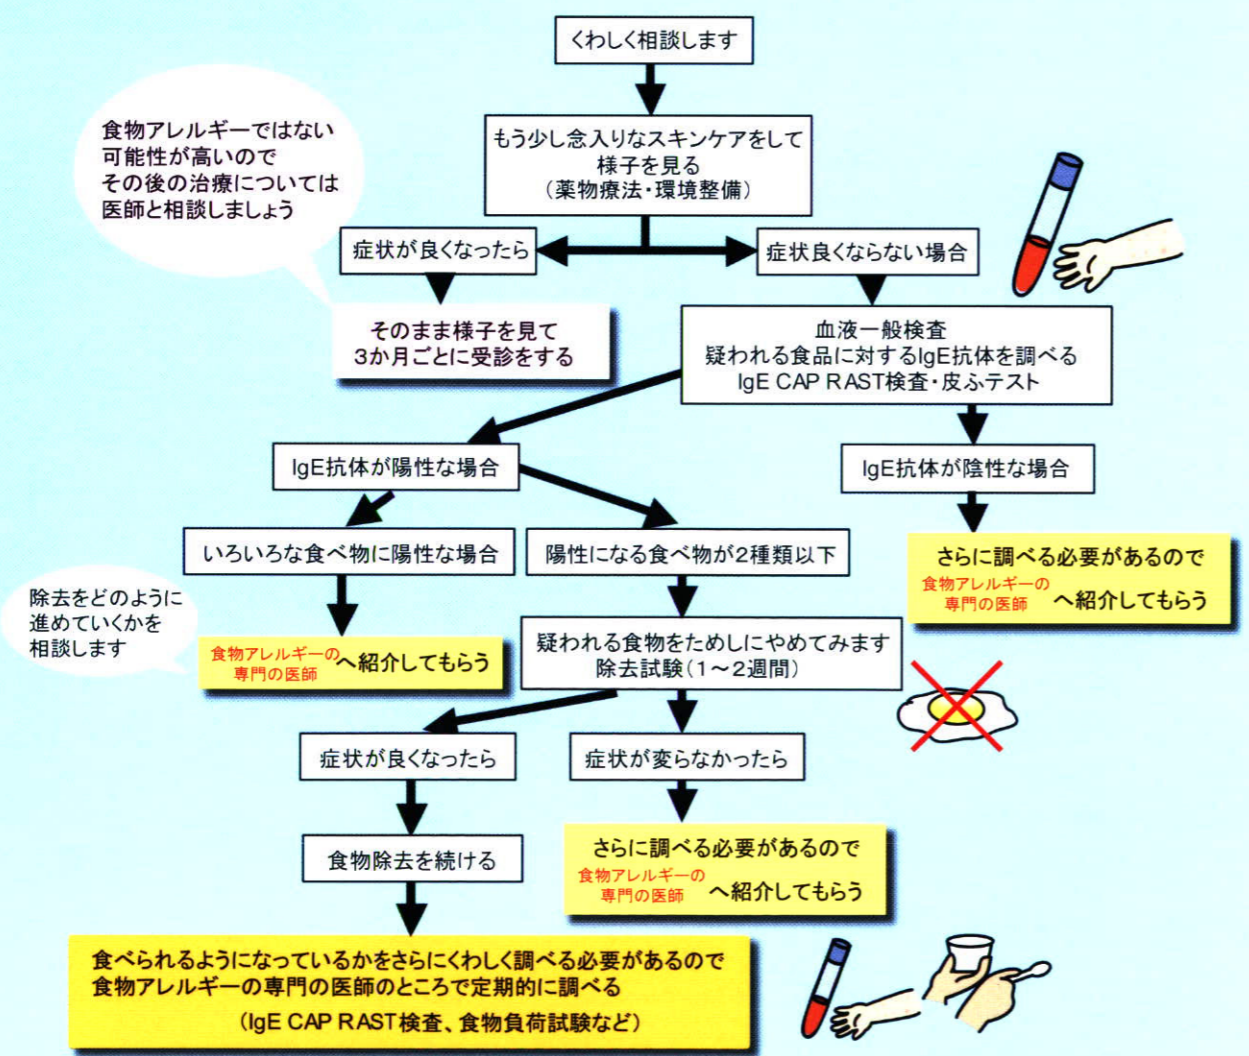 くわしく相談します
もう少し念入りなスキンケアをして
様子を見る
（薬物療法・環境整備）
食物アレルギーではない
可能性が高いので
その後の治療については
医師と相談しましょう
症状が良くなったら
症状良くならない場合
そのまま様子を見て
３か月ごとに受診をする
血液一般検査
疑われる食品に対するIgE抗体を調べる
IgE CAP RAST検査・皮ふテスト
IgE抗体が陽性な場合
IgE抗体が陰性な場合
いろいろな食べ物に陽性な場合
陽性になる食べ物が２種類以下
さらに調べる必要があるので
食物アレルギーの
専門の医師 へ紹介してもらう
除去をどのように
進めていくかを
相談します
食物アレルギーの
専門の医師 へ紹介してもらう
疑われる食物をためしにやめてみます
除去試験（１～２週間）
症状が良くなったら
症状が変らなかったら
食物除去を続ける
さらに調べる必要があるので
食物アレルギーの
専門の医師 へ紹介してもらう
食べられるようになっているかをさらにくわしく調べる必要があるので
食物アレルギーの専門の医師のところで定期的に調べる
（IgE CAP RAST検査、食物負荷試験など）